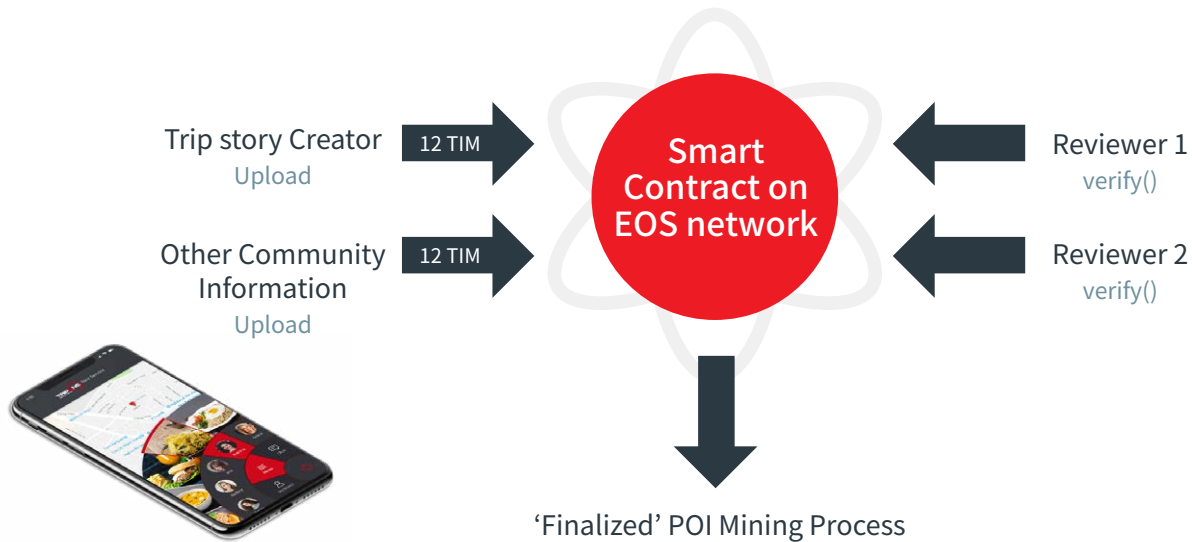 Trip story Creator
Upload
12 TIM
Other Community
Information
Upload
12 TIM
Smart
Contract on
EOS network
Reviewer 1
verify()
Reviewer 2
verify()
‘Finalized’ POI Mining Process